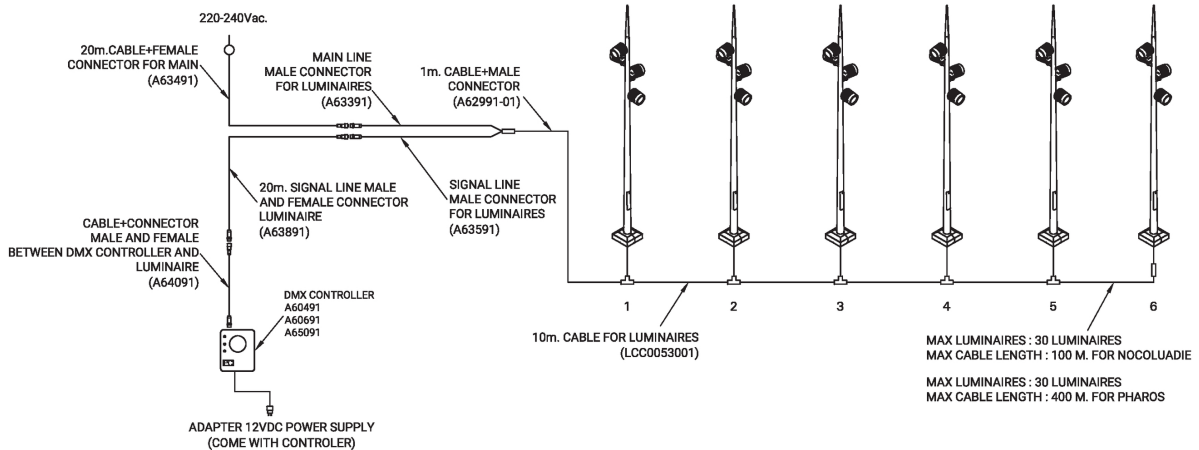 220-240Vac.
20m.CABLE+FEMALE
CONNECTOR FOR MAIN
(A63491)
MAIN LINE
MALE CONNECTOR
FOR LUMINAIRES
(A63391)
1m. CABLE+MALE
CONNECTOR
(A62991-01)
20m. SIGNAL LINE MALE
AND FEMALE CONNECTOR
LUMINAIRE
(A63891)
SIGNAL LINE
MALE CONNECTOR
FOR LUMINAIRES
(A63591)
CABLE+CONNECTOR
MALE AND FEMALE
BETWEEN DMX CONTROLLER AND
LUMINAIRE
(A64091)
DMX CONTROLLER
A60491
A60691
A65091
ADAPTER 12VDC POWER SUPPLY
(COME WITH CONTROLER)
1 2 3 4 5 6
10m. CABLE FOR LUMINAIRES
(LCC0053001)
MAX LUMINAIRES : 30 LUMINAIRES
MAX CABLE LENGTH : 100 M. FOR NOCOLUADIE
MAX LUMINAIRES : 30 LUMINAIRES
MAX CABLE LENGTH : 400 M. FOR PHAROS